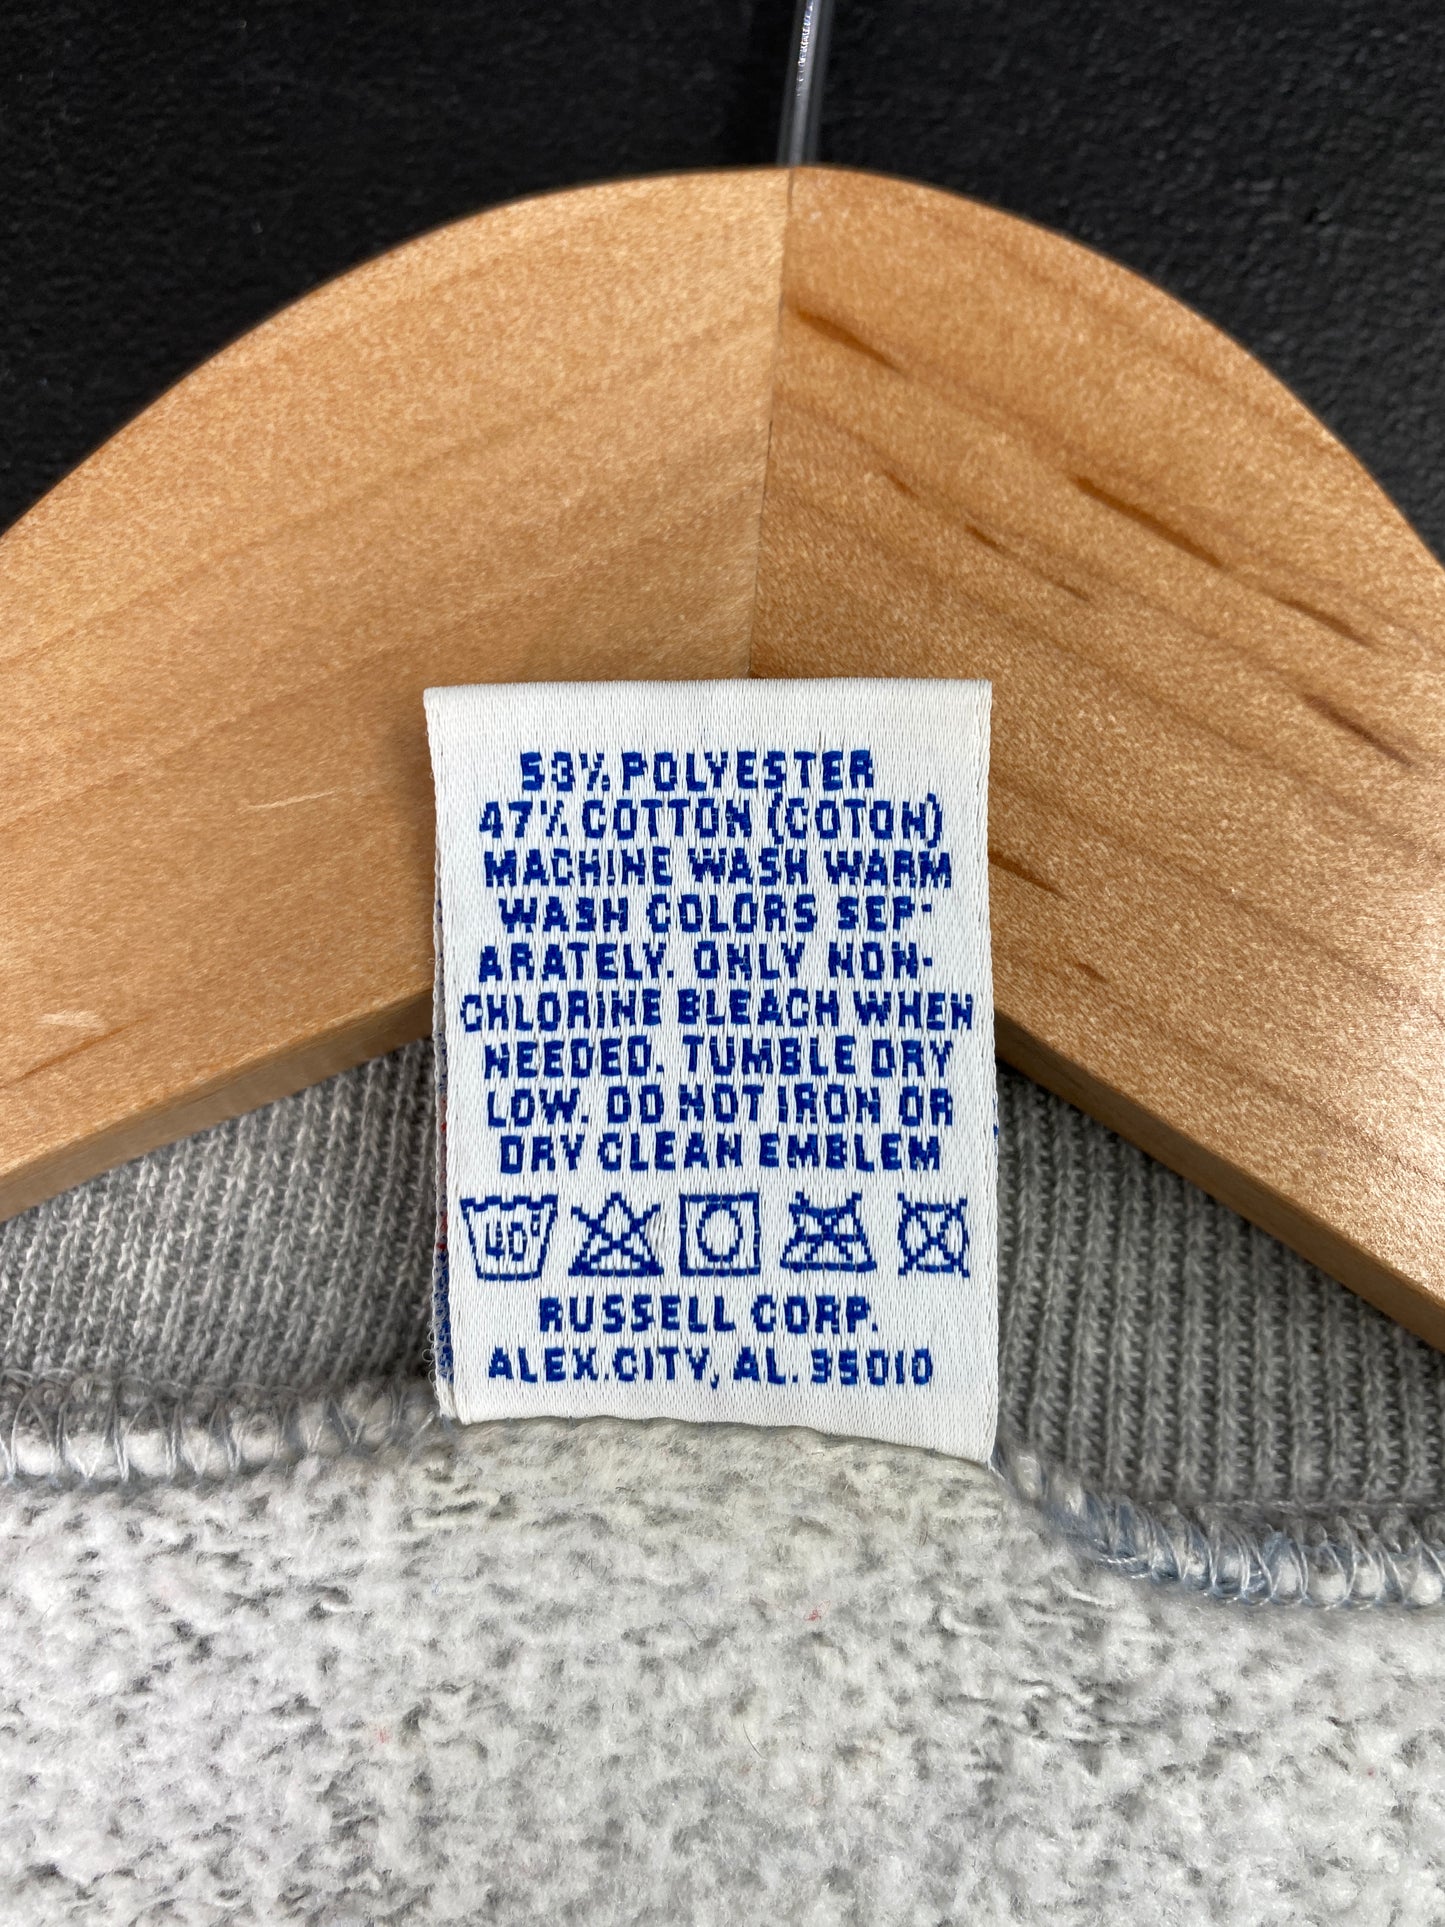 53% POLYESTER
47% COTTON (COTON)
MACHINE WASH WARM
WASH COLORS SEP-
ARATELY. ONLY NON-
CHLORINE BLEACH WHEN
NEEDED. TUMBLE DRY
LOW. DO NOT IRON OR
DRY CLEAN EMBLEM
40°
RUSSELL CORP.
ALEX.CITY, AL. 35010